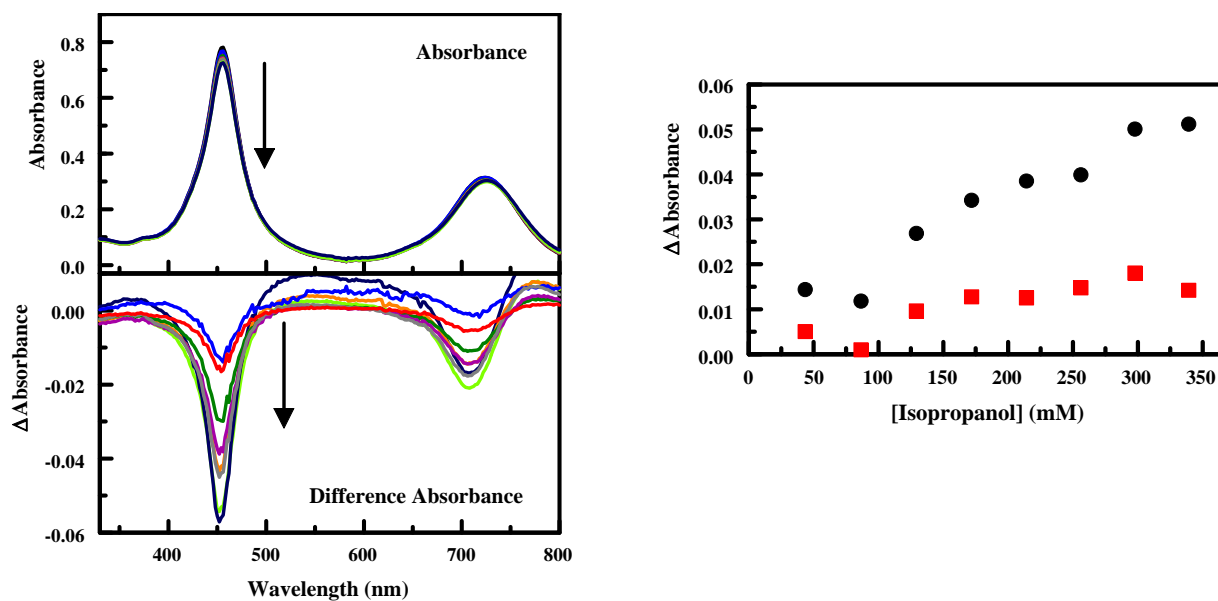 Absorbance
0.8
0.6
0.4
0.2
0.0
Absorbance
0.00
-0.02
-0.04
-0.06
ΔAbsorbance
Difference Absorbance
400 500 600 700 800
Wavelength (nm)
0.06
0.05
0.04
0.03
0.02
0.01
0.00
ΔAbsorbance
0 50 100 150 200 250 300 350
[Isopropanol] (mM)